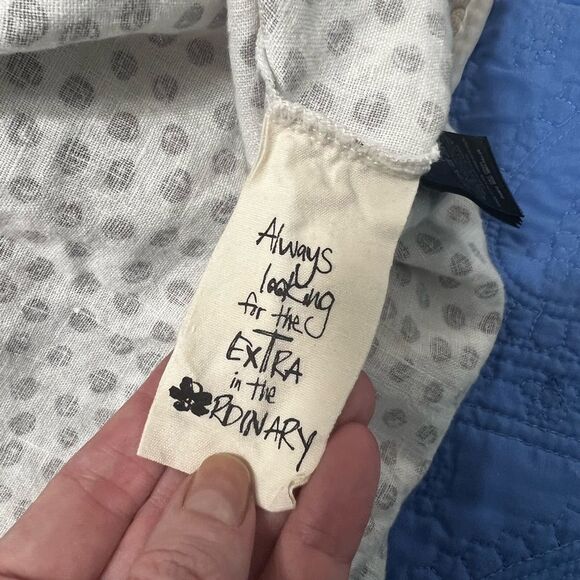 Always
looking
for the
EXTRA
in the
ORDINARY